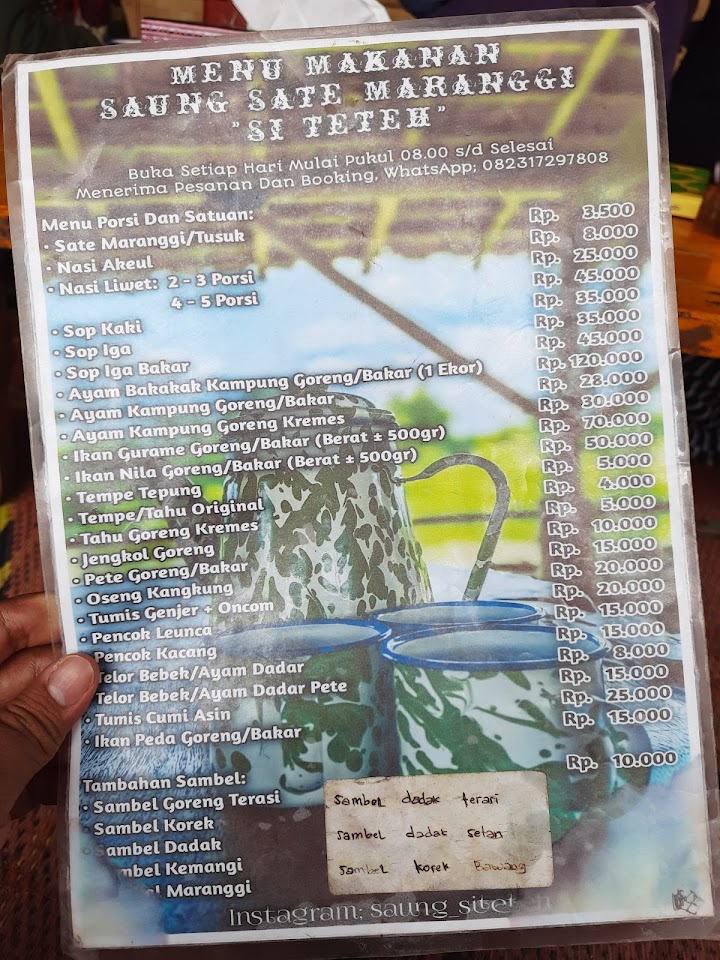 MENU MAKANAN
SAUNG SATE MARANGGI
"SI TETEH"
Buka Setiap Hari Mulai Pukul 08.00 s/d Selesai
Menerima Pesanan Dan Booking, WhatsApp; 082317297808
Menu Porsi Dan Satuan:
• Sate Maranggi/Tusuk Rp. 3.500
• Nasi Akeul Rp. 8.000
• Nasi Liwet: 2 - 3 Porsi Rp. 25.000
4 - 5 Porsi Rp. 45.000
• Sop Kaki Rp. 35.000
• Sop Iga Rp. 35.000
• Sop Iga Bakar Rp. 45.000
• Ayam Bakakak Kampung Goreng/Bakar (1 Ekor) Rp. 120.000
• Ayam Kampung Goreng/Bakar Rp. 28.000
• Ayam Kampung Goreng Kremes Rp. 30.000
• Ikan Gurame Goreng/Bakar (Berat ± 500gr) Rp. 70.000
• Ikan Nila Goreng/Bakar (Berat ± 500gr) Rp. 50.000
• Tempe Tepung Rp. 5.000
• Tempe/Tahu Original Rp. 4.000
• Tahu Goreng Kremes Rp. 5.000
• Jengkol Goreng Rp. 10.000
• Pete Goreng/Bakar Rp. 15.000
• Oseng Kangkung Rp. 20.000
• Tumis Genjer + Oncom Rp. 20.000
• Pencok Leunca Rp. 15.000
Pencok Kacang Rp. 15.000
Telor Bebek/Ayam Dadar Rp. 8.000
Telor Bebek/Ayam Dadar Pete Rp. 15.000
• Tumis Cumi Asin Rp. 25.000
• Ikan Peda Goreng/Bakar Rp. 15.000
Tambahan Sambel: Rp. 10.000
• Sambel Goreng Terasi
• Sambel Korek
Sambel Dadak
Kemangi
Maranggi
Sambel dadak ferari
sambel dadak setan
sambel korek Bawang
Instagram; saung siteteh